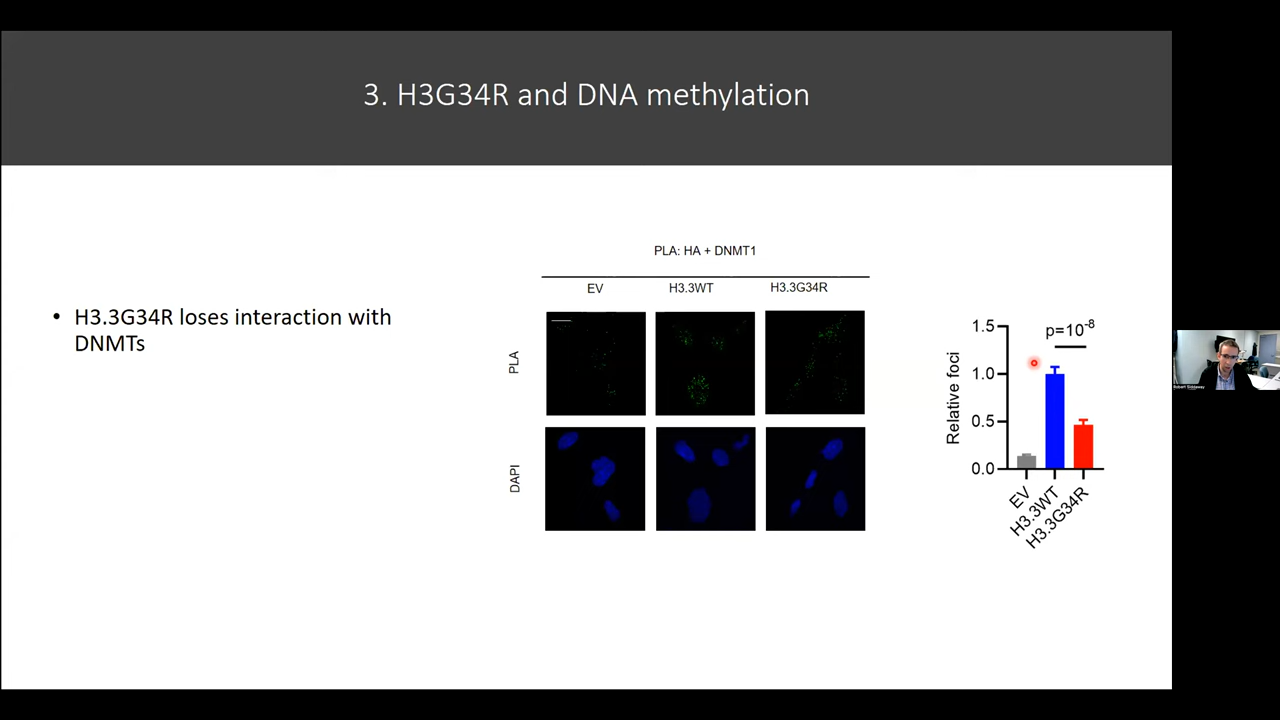 3. H3G34R and DNA methylation
• H3.3G34R loses interaction with
DNMTs
PLA: HA + DNMT1
EV
H3.3WT
H3.3G34R
PLA
DAPI
Relative foci
1.5
1.0
0.5
0.0
p=10-8
EV
H3.3WT
H3.3G34R
Robert Siddaway